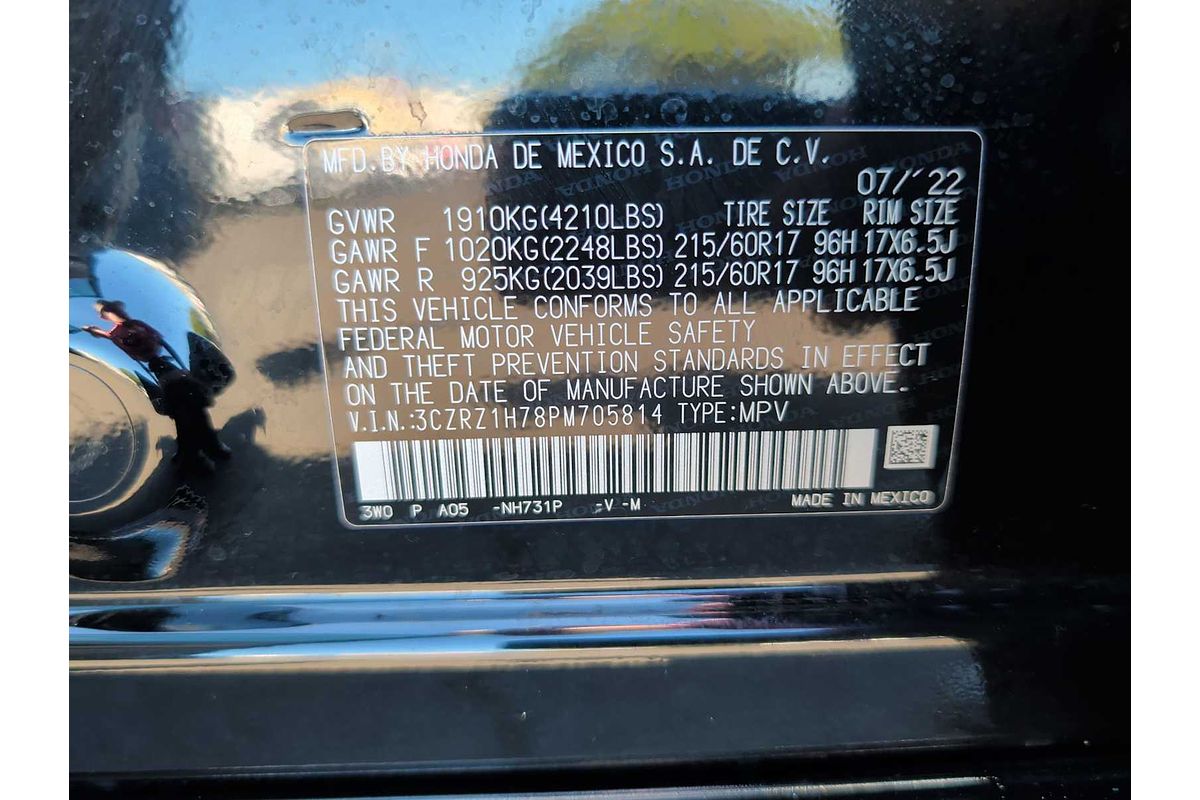 MFD. BY HONDA DE MEXICO S.A. DE C.V.
07/'22
GVWR 1910KG(4210LBS) TIRE SIZE RIM SIZE
GAWR F 1020KG(2248LBS) 215/60R17 96H 17X6.5J
GAWR R 925KG(2039LBS) 215/60R17 96H 17X6.5J
THIS VEHICLE CONFORMS TO ALL APPLICABLE
FEDERAL MOTOR VEHICLE SAFETY
AND THEFT PREVENTION STANDARDS IN EFFECT
ON THE DATE OF MANUFACTURE SHOWN ABOVE.
V.I.N.:3CZRZ1H78PM705814 TYPE:MPV
3W0 P A05 -NH731P -V -M MADE IN MEXICO